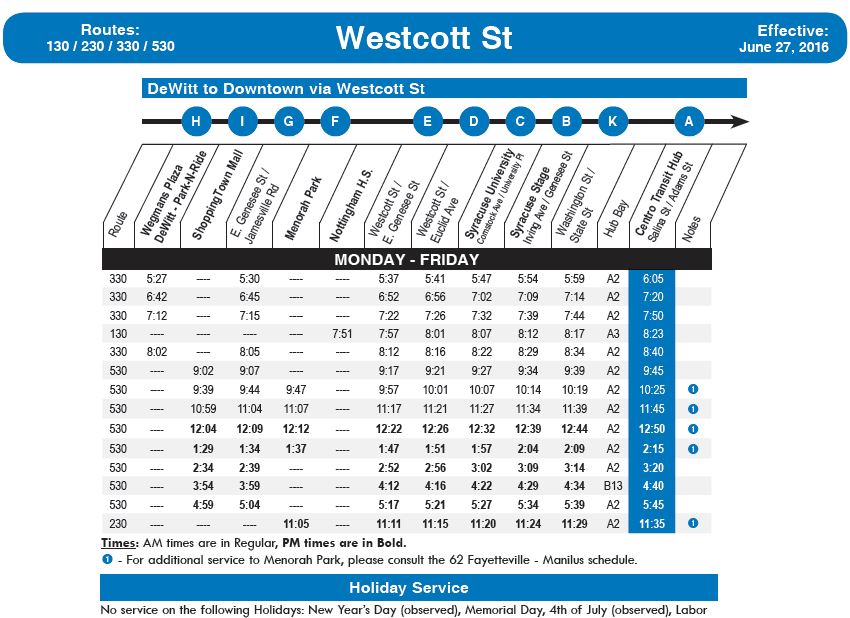 Routes:
130 / 230 / 330 / 530
Westcott St
Effective:
June 27, 2016
DeWitt to Downtown via Westcott St
H I G F E D C B K A
Route
Wegmans Plaza
DeWitt - Park-N-Ride
ShoppingTown Mall
E. Genesee St /
Jamesville Rd
Menorah Park
Nottingham H.S.
Westcott St /
E. Genesee St
Westcott St /
Euclid Ave
Syracuse University
Comstock Ave / University Pl
Syracuse Stage
Irving Ave / Genesee St
Washington St /
State St
Hub Bay
Centro Transit Hub
Salina St / Adams St
Notes
MONDAY - FRIDAY
330 5:27 ---- 5:30 ---- ---- 5:37 5:41 5:47 5:54 5:59 A2 6:05
330 6:42 ---- 6:45 ---- ---- 6:52 6:56 7:02 7:09 7:14 A2 7:20
330 7:12 ---- 7:15 ---- ---- 7:22 7:26 7:32 7:39 7:44 A2 7:50
130 ---- ---- ---- ---- 7:51 7:57 8:01 8:07 8:12 8:17 A3 8:23
330 8:02 ---- 8:05 ---- ---- 8:12 8:16 8:22 8:29 8:34 A2 8:40
530 ---- 9:02 9:07 ---- ---- 9:17 9:21 9:27 9:34 9:39 A2 9:45
530 ---- 9:39 9:44 9:47 ---- 9:57 10:01 10:07 10:14 10:19 A2 10:25 1
530 ---- 10:59 11:04 11:07 ---- 11:17 11:21 11:27 11:34 11:39 A2 11:45 1
530 ---- 12:04 12:09 12:12 ---- 12:22 12:26 12:32 12:39 12:44 A2 12:50 1
530 ---- 1:29 1:34 1:37 ---- 1:47 1:51 1:57 2:04 2:09 A2 2:15 1
530 ---- 2:34 2:39 ---- ---- 2:52 2:56 3:02 3:09 3:14 A2 3:20
530 ---- 3:54 3:59 ---- ---- 4:12 4:16 4:22 4:29 4:34 B13 4:40
530 ---- 4:59 5:04 ---- ---- 5:17 5:21 5:27 5:34 5:39 A2 5:45
230 ---- ---- ---- 11:05 ---- 11:11 11:15 11:20 11:24 11:29 A2 11:35 1
Times: AM times are in Regular, PM times are in Bold.
1 - For additional service to Menorah Park, please consult the 62 Fayetteville - Manilus schedule.
Holiday Service
No service on the following Holidays: New Year's Day (observed), Memorial Day, 4th of July (observed), Labor